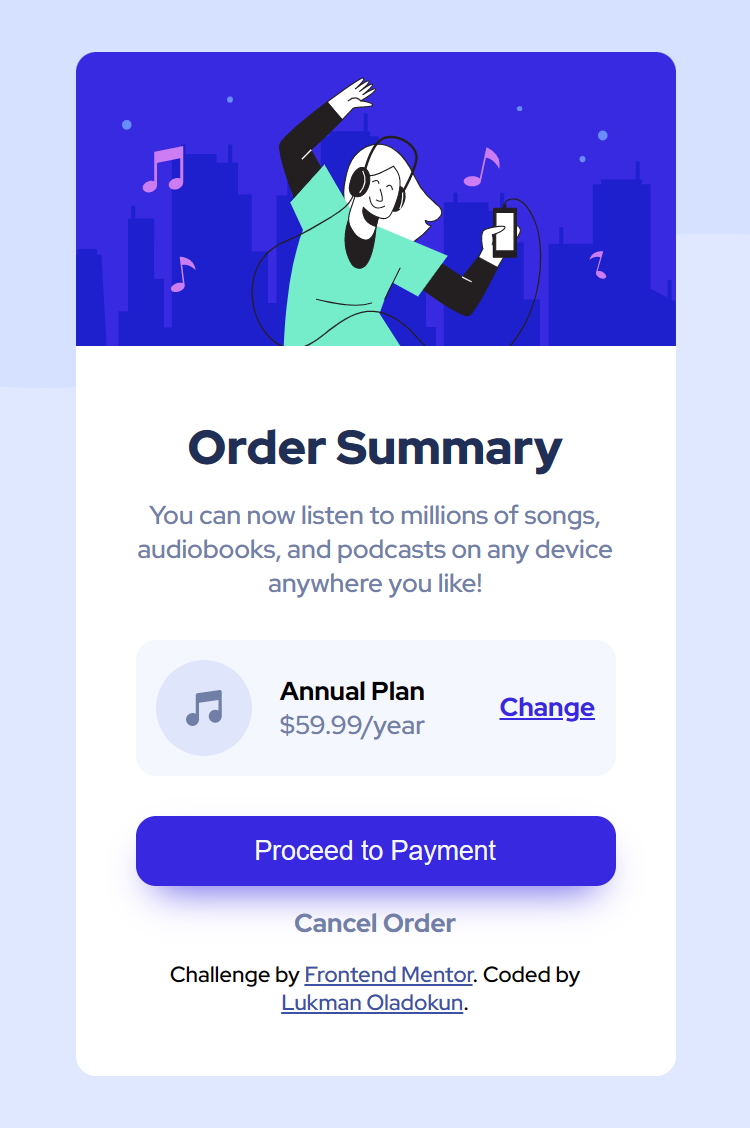 Order Summary
You can now listen to millions of songs,
audiobooks, and podcasts on any device
anywhere you like!
Annual Plan
$59.99/year
Change
Proceed to Payment
Cancel Order
Challenge by Frontend Mentor. Coded by
Lukman Oladokun.